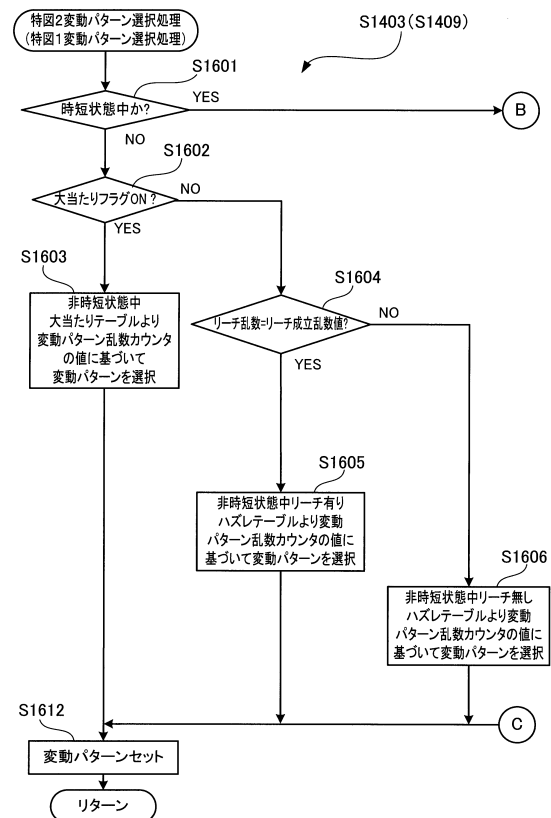 特図2変動パターン選択処理
(特図1変動パターン選択処理)
S1403(S1409)
S1601
時短状態中か?
YES
B
NO
S1602
大当たりフラグON?
NO
YES
S1603
非時短状態中
大当たりテーブルより
変動パターン乱数カウンタ
の値に基づいて
変動パターンを選択
S1604
リーチ乱数=リーチ成立乱数値?
NO
YES
S1605
非時短状態中リーチ有り
ハズレテーブルより変動
パターン乱数カウンタの値に
基づいて変動パターンを選択
S1606
非時短状態中リーチ無し
ハズレテーブルより変動
パターン乱数カウンタの値に
基づいて変動パターンを選択
C
S1612
変動パターンセット
リターン